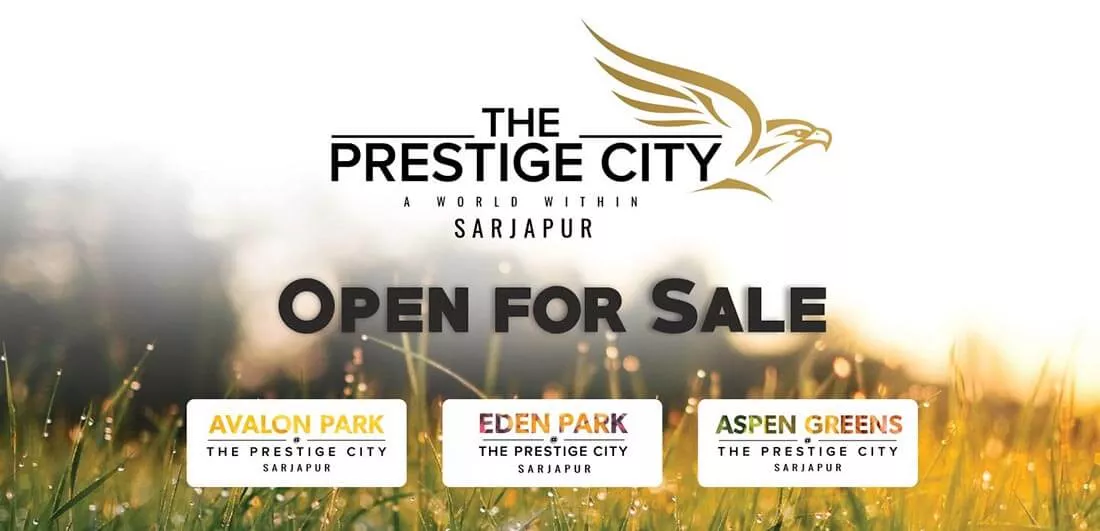 THE
PRESTIGE CITY
A WORLD WITHIN
SARJAPUR
OPEN FOR SALE
AVALON PARK
@
THE PRESTIGE CITY
SARJAPUR
EDEN PARK
@
THE PRESTIGE CITY
SARJAPUR
ASPEN GREENS
@
THE PRESTIGE CITY
SARJAPUR